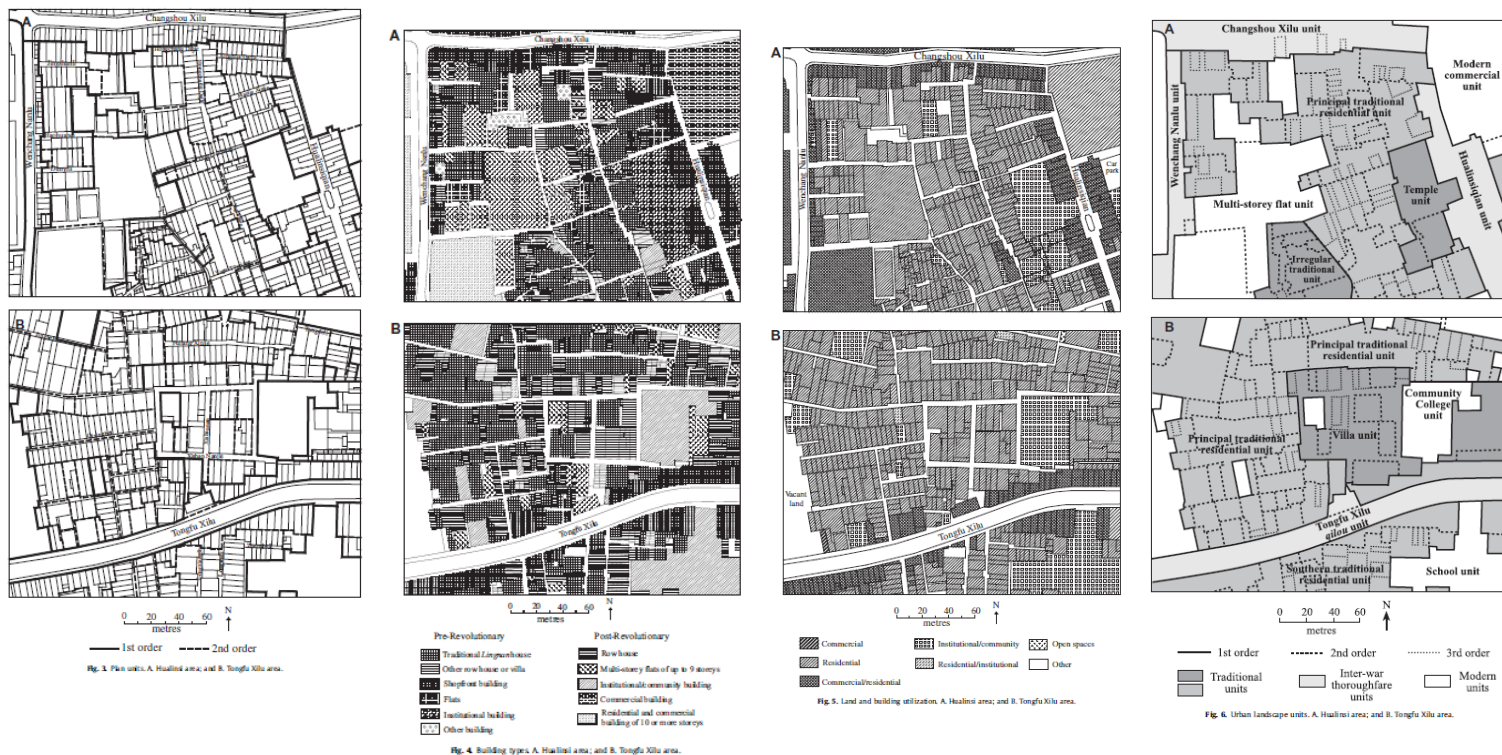 A
Changshou Xilu
Wenchang Nanlu
Hualinsiqian
B
Tongfu Xilu
0 20 40 60
metres
N
1st order
2nd order
Fig. 3. Plan units. A. Hualinsi area; and B. Tongfu Xilu area.
A
Changshou Xilu
Wenchang Nanlu
Hualinsiqian
B
Tongfu Xilu
0 20 40 60
metres
N
Pre-Revolutionary
Traditional Lingnan house
Other row house or villa
Shopfront building
Flats
Institutional building
Other building
Post-Revolutionary
Row house
Multi-storey flats of up to 9 storeys
Institutional/community building
Commercial building
Residential and commercial
building of 10 or more storeys
Fig. 4. Building types. A. Hualinsi area; and B. Tongfu Xilu area.
A
Changshou Xilu
Wenchang Nanlu
Hualinsiqian
Car
park
B
Vacant
land
Tongfu Xilu
0 20 40 60
metres
N
Commercial
Residential
Commercial/residential
Institutional/community
Residential/institutional
Open spaces
Other
Fig. 5. Land and building utilization. A. Hualinsi area; and B. Tongfu Xilu area.
A
Changshou Xilu unit
Wenchang Nanlu unit
Modern
commercial
unit
Principal traditional
residential unit
Hualinsiqian unit
Temple
unit
Multi-storey flat unit
Irregular
traditional
unit
B
Principal traditional
residential unit
Community
College
unit
Villa unit
Principal traditional
residential unit
Tongfu Xilu
qilou unit
Southern traditional
residential unit
School unit
0 20 40 60
metres
N
1st order
2nd order
3rd order
Traditional
units
Inter-war
thoroughfare
units
Modern
units
Fig. 6. Urban landscape units. A. Hualinsi area; and B. Tongfu Xilu area.